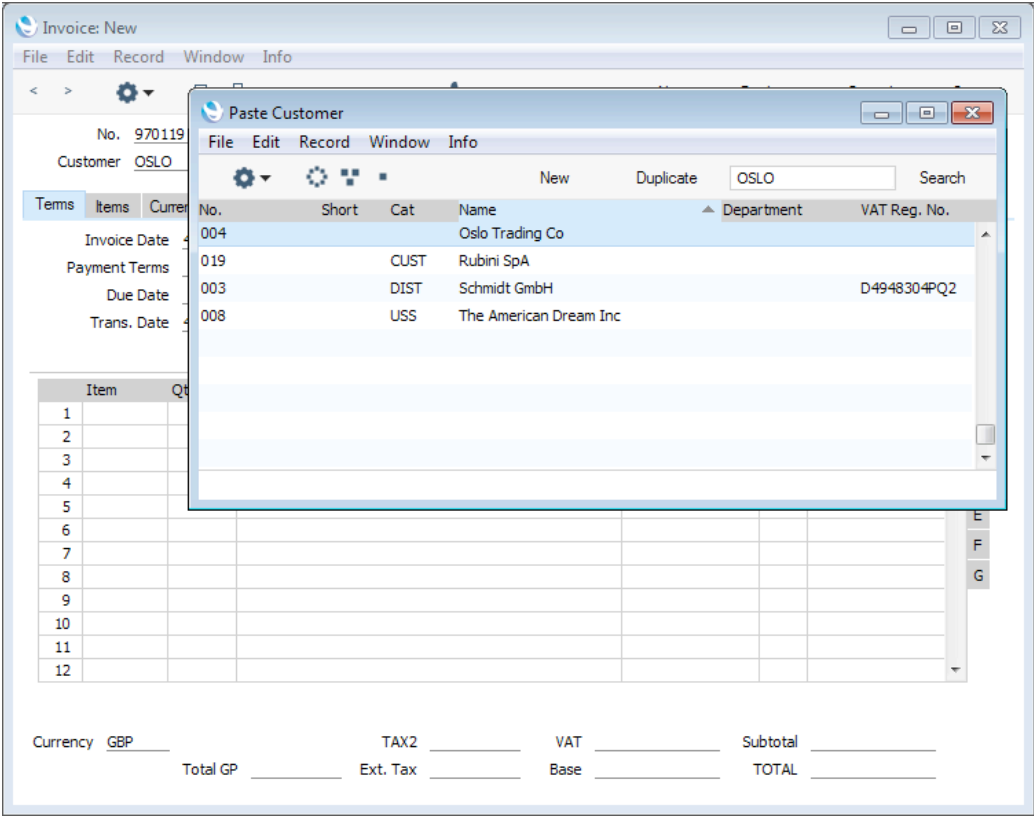 Invoice: New
File Edit Record Window Info
< >
No. 970119
Customer OSLO
Terms Items
Invoice Date
Payment Terms
Due Date
Trans. Date
Paste Customer
File Edit Record Window Info
New Duplicate OSLO Search
No. Short Cat Name Department VAT Reg. No.
004 Oslo Trading Co
019 CUST Rubini SpA
003 DIST Schmidt GmbH D4948304PQ2
008 USS The American Dream Inc
Item
1
2
3
4
5
6
7
8
9
10
11
12
E
F
G
Currency GBP TAX2 VAT Subtotal
Total GP Ext. Tax Base TOTAL